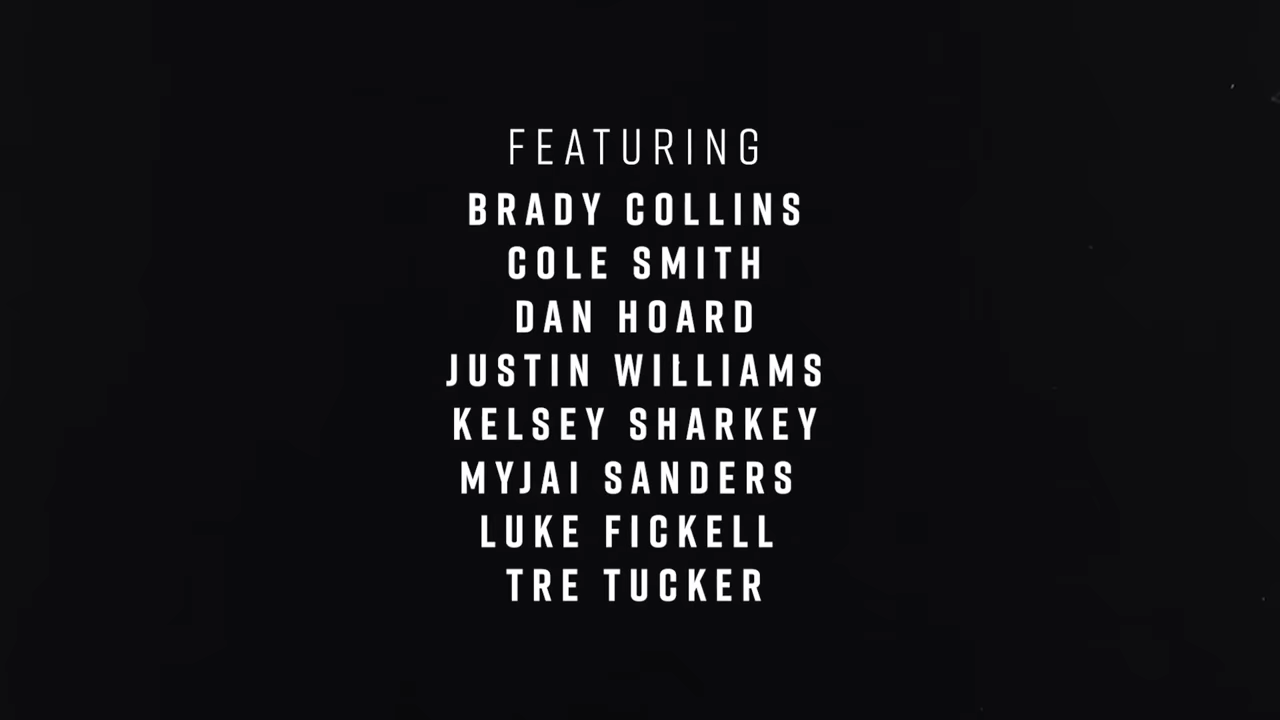 FEATURING
BRADY COLLINS
COLE SMITH
DAN HOARD
JUSTIN WILLIAMS
KELSEY SHARKEY
MYJAI SANDERS
LUKE FICKELL
TRE TUCKER